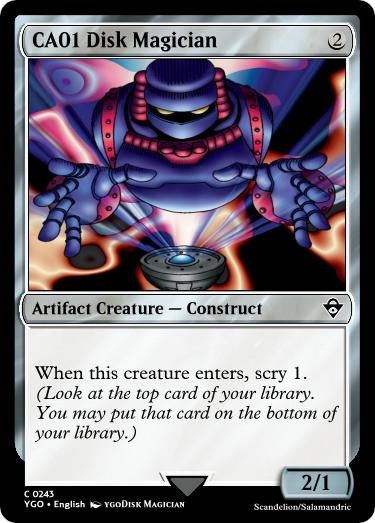 CA01 Disk Magician
2
Artifact Creature — Construct
When this creature enters, scry 1.
(Look at the top card of your library.
You may put that card on the bottom of
your library.)
2/1
C 0243
YGO • English YGODISK MAGICIAN
Scandelion/Salamandric